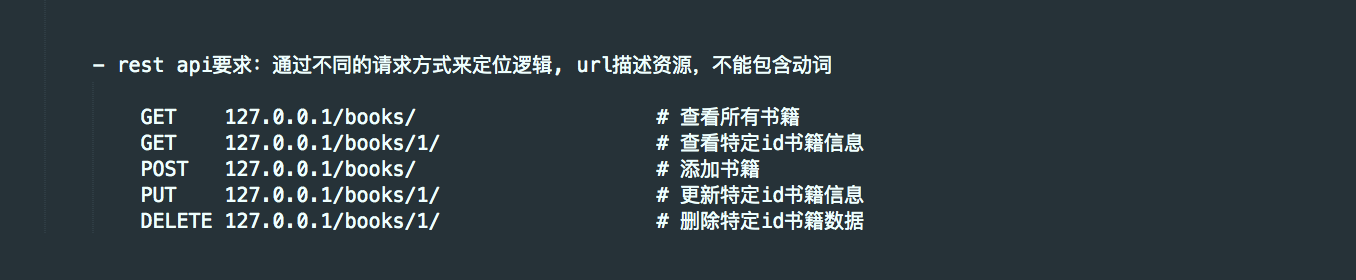 - rest api要求：通过不同的请求方式来定位逻辑，url描述资源，不能包含动词
GET 127.0.0.1/books/ # 查看所有书籍
GET 127.0.0.1/books/1/ # 查看特定id书籍信息
POST 127.0.0.1/books/ # 添加书籍
PUT 127.0.0.1/books/1/ # 更新特定id书籍信息
DELETE 127.0.0.1/books/1/ # 删除特定id书籍数据